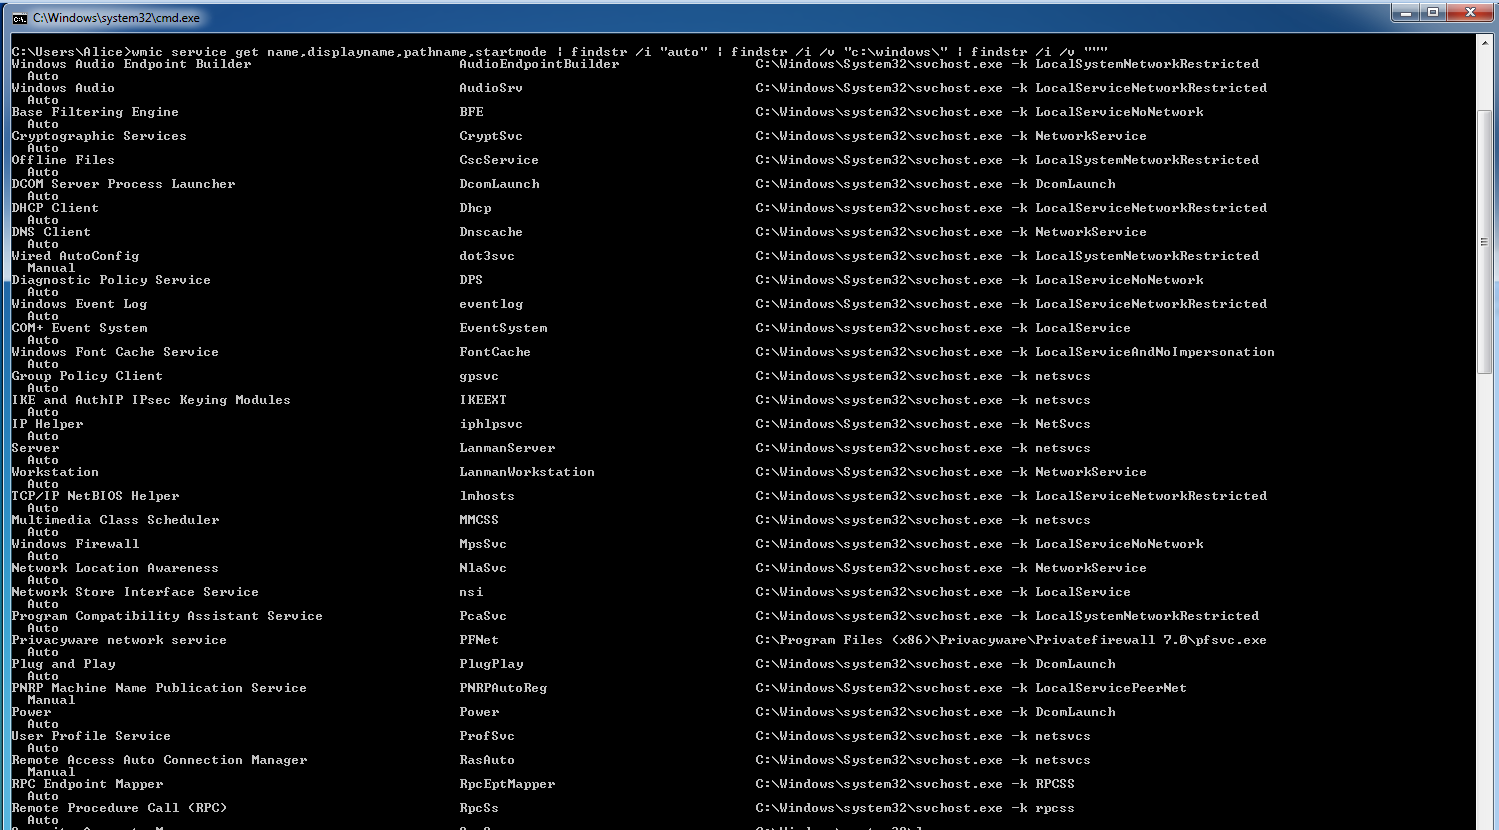 C:\Windows\system32\cmd.exe
C:\Users\Alice>wmic service get name,displayname,pathname,startmode | findstr /i "auto" | findstr /i /v "c:\windows\" | findstr /i /v """
Windows Audio Endpoint Builder AudioEndpointBuilder C:\Windows\System32\svchost.exe -k LocalSystemNetworkRestricted
Auto
Windows Audio AudioSrv C:\Windows\System32\svchost.exe -k LocalServiceNetworkRestricted
Auto
Base Filtering Engine BFE C:\Windows\system32\svchost.exe -k LocalServiceNoNetwork
Auto
Cryptographic Services CryptSvc C:\Windows\system32\svchost.exe -k NetworkService
Auto
Offline Files CscService C:\Windows\System32\svchost.exe -k LocalSystemNetworkRestricted
Auto
DCOM Server Process Launcher DcomLaunch C:\Windows\system32\svchost.exe -k DcomLaunch
Auto
DHCP Client Dhcp C:\Windows\system32\svchost.exe -k LocalServiceNetworkRestricted
Auto
DNS Client Dnscache C:\Windows\system32\svchost.exe -k NetworkService
Auto
Wired AutoConfig dot3svc C:\Windows\system32\svchost.exe -k LocalSystemNetworkRestricted
Manual
Diagnostic Policy Service DPS C:\Windows\System32\svchost.exe -k LocalServiceNoNetwork
Auto
Windows Event Log eventlog C:\Windows\System32\svchost.exe -k LocalServiceNetworkRestricted
Auto
COM+ Event System EventSystem C:\Windows\system32\svchost.exe -k LocalService
Auto
Windows Font Cache Service FontCache C:\Windows\system32\svchost.exe -k LocalServiceAndNoImpersonation
Auto
Group Policy Client gpsvc C:\Windows\system32\svchost.exe -k netsvcs
Auto
IKE and AuthIP IPsec Keying Modules IKEEXT C:\Windows\system32\svchost.exe -k netsvcs
Auto
IP Helper iphlpsvc C:\Windows\System32\svchost.exe -k NetSvcs
Auto
Server LanmanServer C:\Windows\system32\svchost.exe -k netsvcs
Auto
Workstation LanmanWorkstation C:\Windows\System32\svchost.exe -k NetworkService
Auto
TCP/IP NetBIOS Helper lmhosts C:\Windows\system32\svchost.exe -k LocalServiceNetworkRestricted
Auto
Multimedia Class Scheduler MMCSS C:\Windows\system32\svchost.exe -k netsvcs
Auto
Windows Firewall MpsSvc C:\Windows\system32\svchost.exe -k LocalServiceNoNetwork
Auto
Network Location Awareness NlaSvc C:\Windows\System32\svchost.exe -k NetworkService
Auto
Network Store Interface Service nsi C:\Windows\system32\svchost.exe -k LocalService
Auto
Program Compatibility Assistant Service PcaSvc C:\Windows\system32\svchost.exe -k LocalSystemNetworkRestricted
Auto
Privacyware network service PFNet C:\Program Files (x86)\Privacyware\Privatefirewall 7.0\pfsvc.exe
Auto
Plug and Play PlugPlay C:\Windows\system32\svchost.exe -k DcomLaunch
Auto
PNRP Machine Name Publication Service PNRPAutoReg C:\Windows\System32\svchost.exe -k LocalServicePeerNet
Manual
Power Power C:\Windows\system32\svchost.exe -k DcomLaunch
Auto
User Profile Service ProfSvc C:\Windows\system32\svchost.exe -k netsvcs
Auto
Remote Access Auto Connection Manager RasAuto C:\Windows\System32\svchost.exe -k netsvcs
Manual
RPC Endpoint Mapper RpcEptMapper C:\Windows\system32\svchost.exe -k RPCSS
Auto
Remote Procedure Call (RPC) RpcSs C:\Windows\system32\svchost.exe -k rpcss
Auto